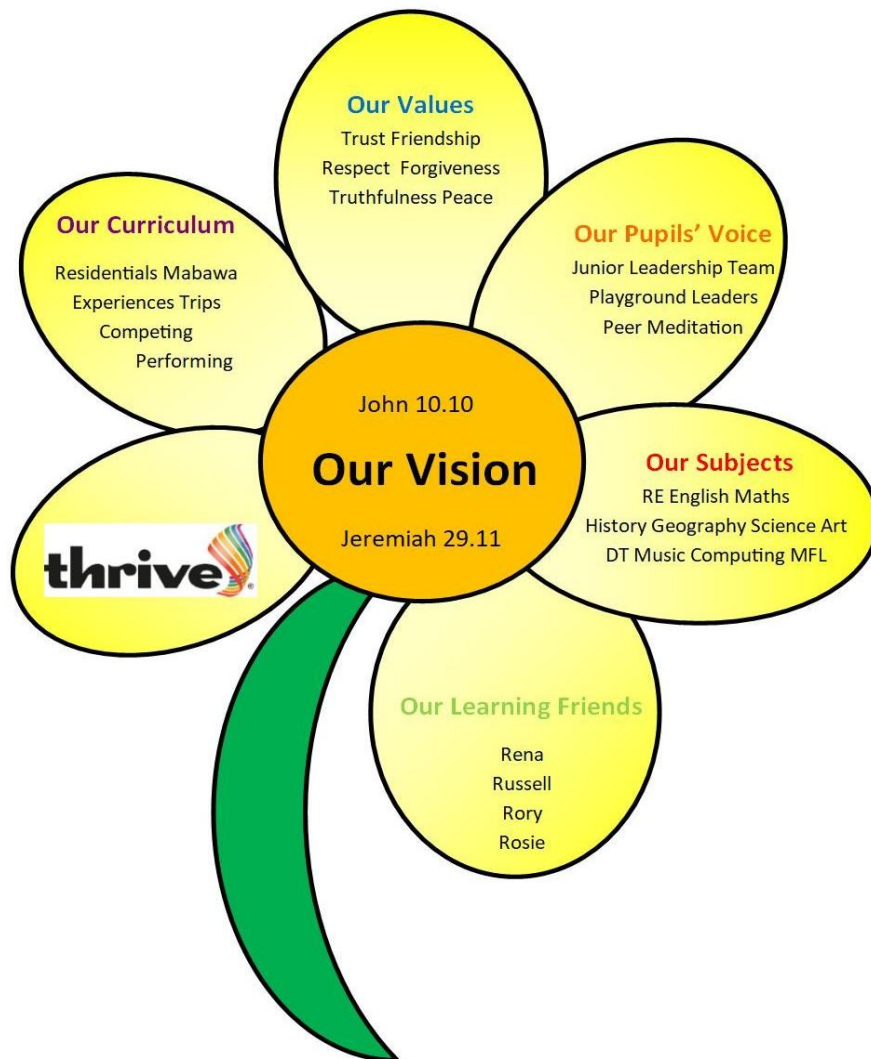 Our Values
Trust Friendship
Respect Forgiveness
Truthfulness Peace
Our Pupils' Voice
Junior Leadership Team
Playground Leaders
Peer Meditation
Our Subjects
RE English Maths
History Geography Science Art
DT Music Computing MFL
Our Learning Friends
Rena
Russell
Rory
Rosie
thrive®
Our Curriculum
Residentials Mabawa
Experiences Trips
Competing
Performing
John 10.10
Our Vision
Jeremiah 29.11